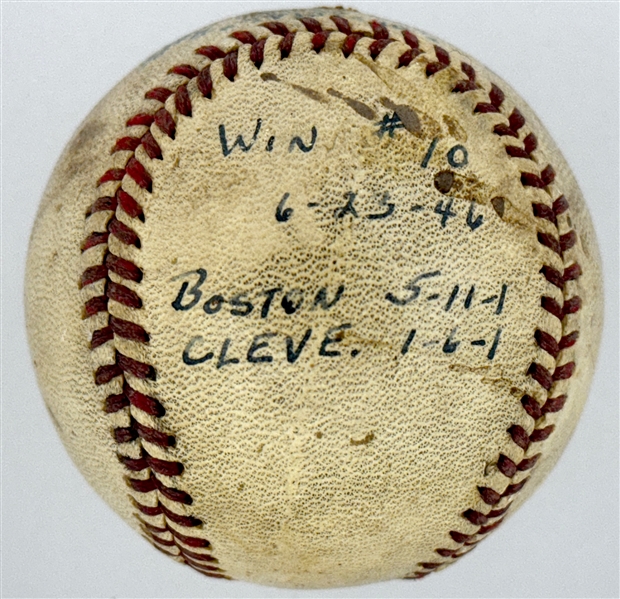 Win #10
6-23-46
Boston 5-11-1
CLEVE. 1-6-1